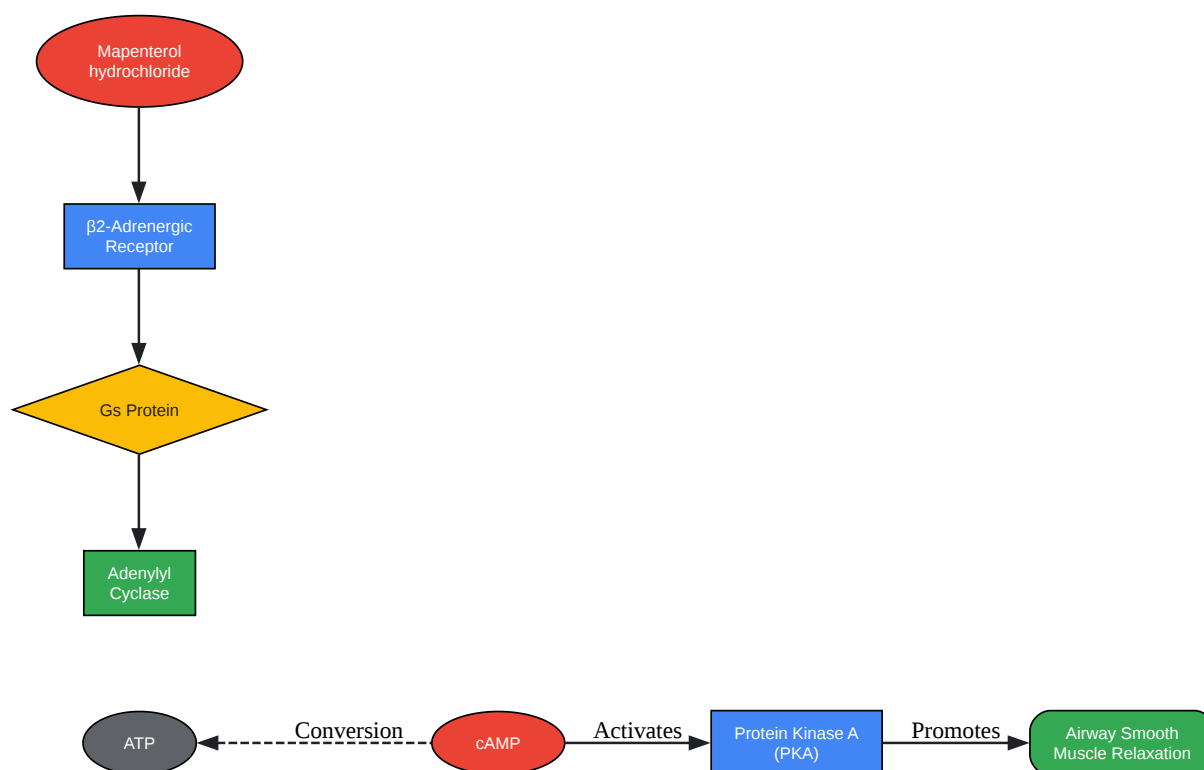 Mapenterol
hydrochloride
β2-Adrenergic
Receptor
Gs Protein
Adenylyl
Cyclase
ATP
Conversion
cAMP
Activates
Protein Kinase A
(PKA)
Promotes
Airway Smooth
Muscle Relaxation